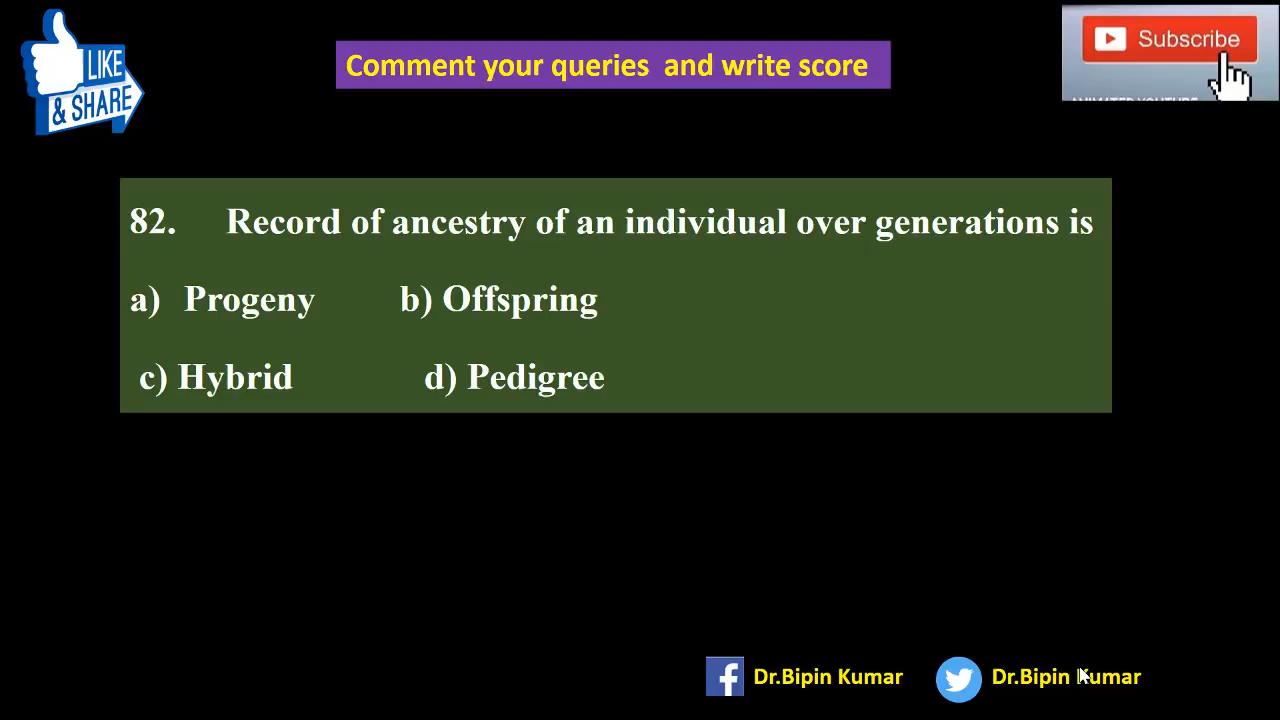 LIKE
& SHARE
Comment your queries and write score
Subscribe
82. Record of ancestry of an individual over generations is
a) Progeny b) Offspring
c) Hybrid d) Pedigree
Dr.Bipin Kumar Dr.Bipin Kumar